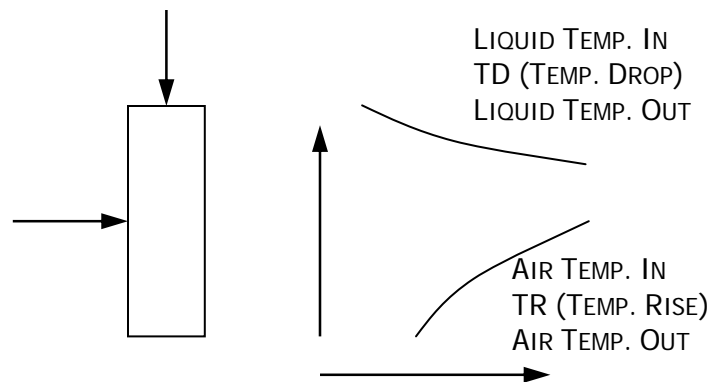 LIQUID TEMP. IN
TD (TEMP. DROP)
LIQUID TEMP. OUT
AIR TEMP. IN
TR (TEMP. RISE)
AIR TEMP. OUT